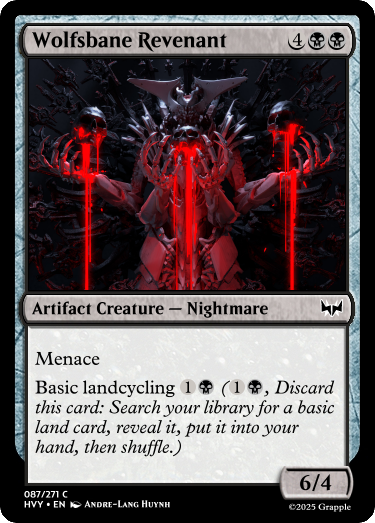 Wolfsbane Revenant 4
Artifact Creature — Nightmare
Menace
Basic landcycling 1 (1, Discard
this card: Search your library for a basic
land card, reveal it, put it into your
hand, then shuffle.)
6/4
087/271 C
HVY • EN Andre-Lang Huynh
©2025 Grapple